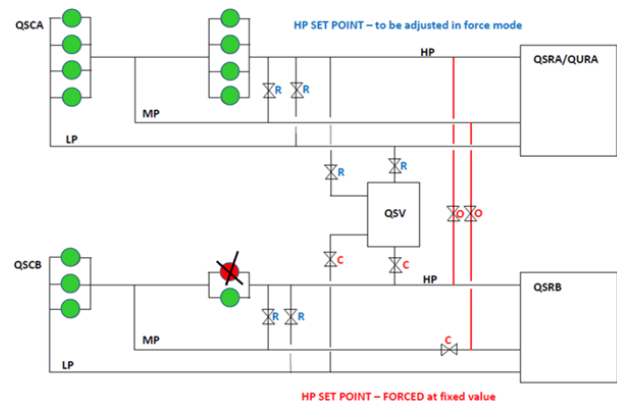 QSCA
HP SET POINT – to be adjusted in force mode
HP
QSRA/QURA
R
R
MP
LP
R
R
QSV
O
O
QSCB
C
C
HP
QSRB
R
R
C
MP
LP
HP SET POINT – FORCED at fixed value